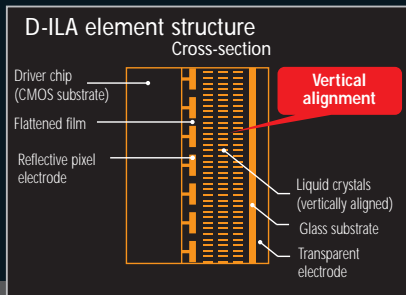 D-ILA element structure
Cross-section
Driver chip
(CMOS substrate)
Flattened film
Reflective pixel
electrode
Vertical
alignment
Liquid crystals
(vertically aligned)
Glass substrate
Transparent
electrode